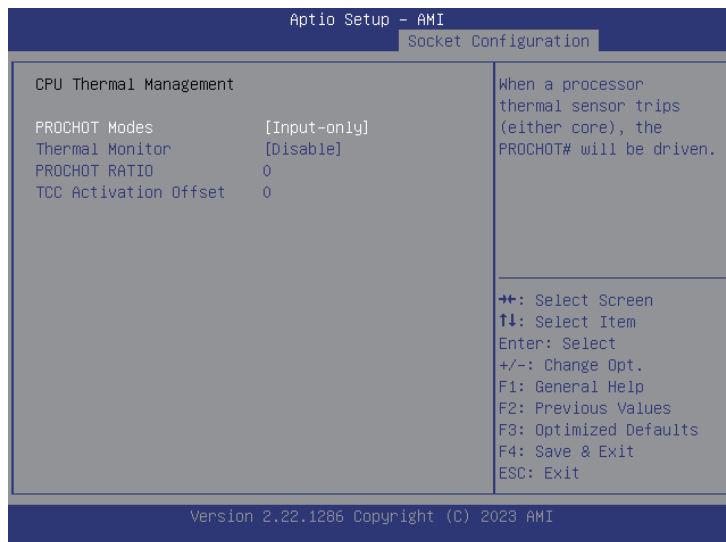 Aptio Setup – AMI
Socket Configuration
CPU Thermal Management
PROCHOT Modes [Input-only]
Thermal Monitor [Disable]
PROCHOT RATIO 0
TCC Activation Offset 0
When a processor
thermal sensor trips
(either core), the
PROCHOT# will be driven.
→←: Select Screen
↑↓: Select Item
Enter: Select
+/-: Change Opt.
F1: General Help
F2: Previous Values
F3: Optimized Defaults
F4: Save & Exit
ESC: Exit
Version 2.22.1286 Copyright (C) 2023 AMI